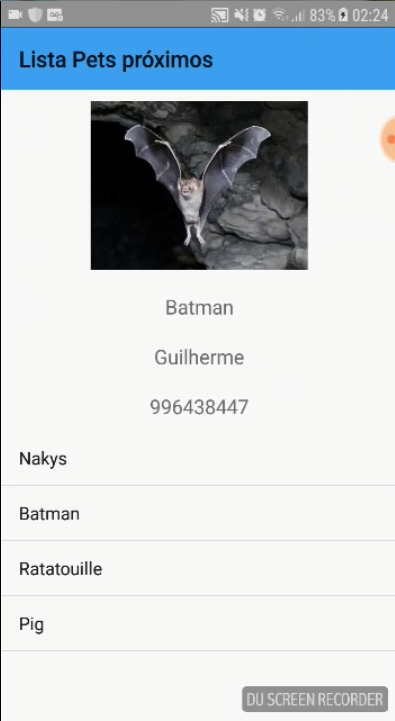 83% 02:24
Lista Pets próximos
Batman
Guilherme
996438447
Nakys
Batman
Ratatouille
Pig
DU SCREEN RECORDER